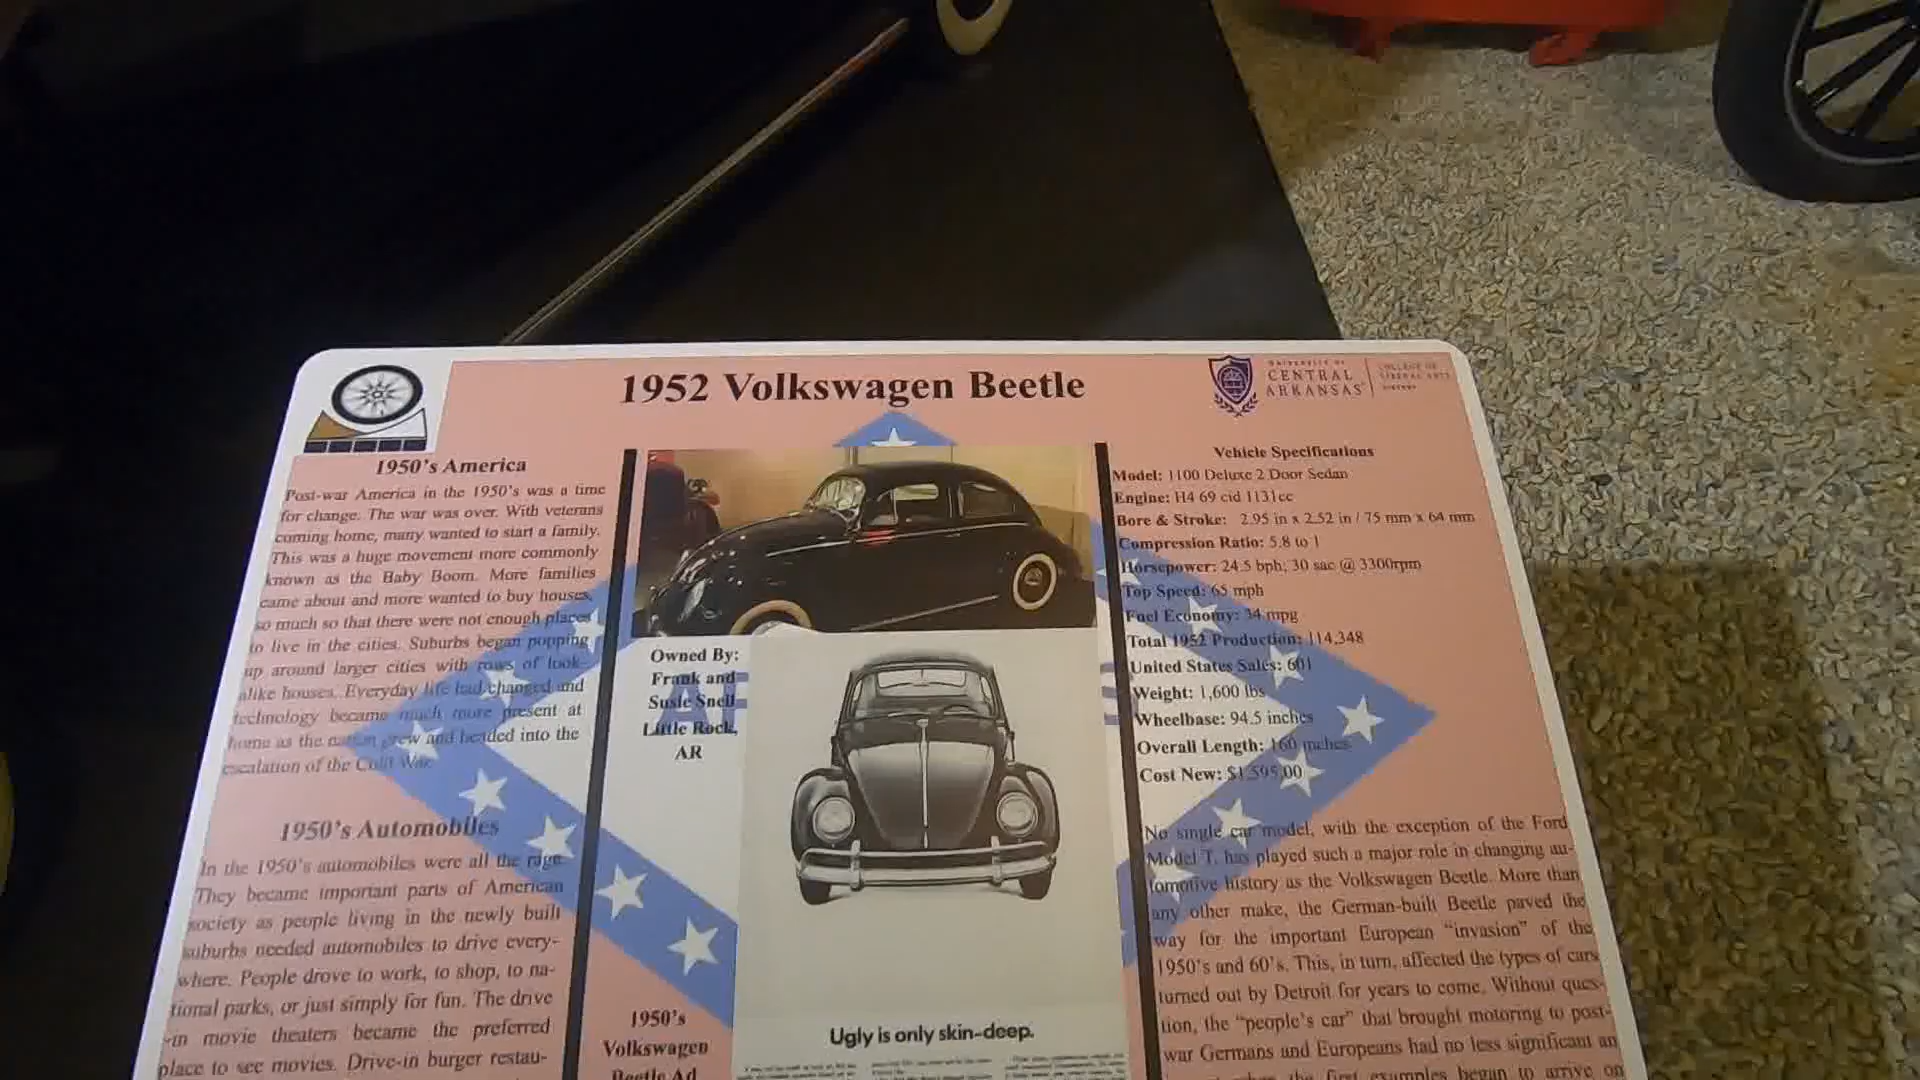 1952 Volkswagen Beetle
UNIVERSITY OF
CENTRAL
ARKANSAS
COLLEGE OF
LIBERAL ARTS
HISTORY
1950's America
Post-war America in the 1950's was a time
for change. The war was over. With veterans
coming home, many wanted to start a family.
This was a huge movement more commonly
known as the Baby Boom. More families
came about and more wanted to buy houses,
so much so that there were not enough places
to live in the cities. Suburbs began popping
up around larger cities with rows of look-
alike houses. Everyday life had changed and
technology became much more present at
home as the nation grew and headed into the
escalation of the Cold War.
1950's Automobiles
In the 1950's automobiles were all the rage.
They became important parts of American
society as people living in the newly built
suburbs needed automobiles to drive every-
where. People drove to work, to shop, to na-
tional parks, or just simply for fun. The drive
-in movie theaters became the preferred
place to see movies. Drive-in burger restau-
Owned By:
Frank and
Susie Snell
Little Rock,
AR
1950's
Volkswagen
Beetle Ad
Ugly is only skin-deep.
Vehicle Specifications
Model: 1100 Deluxe 2 Door Sedan
Engine: H4 69 cid 1131cc
Bore & Stroke: 2.95 in x 2.52 in / 75 mm x 64 mm
Compression Ratio: 5.8 to 1
Horsepower: 24.5 bph; 30 sac @ 3300rpm
Top Speed: 65 mph
Fuel Economy: 34 mpg
Total 1952 Production: 114,348
United States Sales: 601
Weight: 1,600 lbs
Wheelbase: 94.5 inches
Overall Length: 160 inches
Cost New: $1,595.00
No single car model, with the exception of the Ford
Model T, has played such a major role in changing au-
tomotive history as the Volkswagen Beetle. More than
any other make, the German-built Beetle paved the
way for the important European "invasion" of the
1950's and 60's. This, in turn, affected the types of cars
turned out by Detroit for years to come. Without ques-
tion, the "people's car" that brought motoring to post-
war Germans and Europeans had no less significant an
the first examples began to arrive on